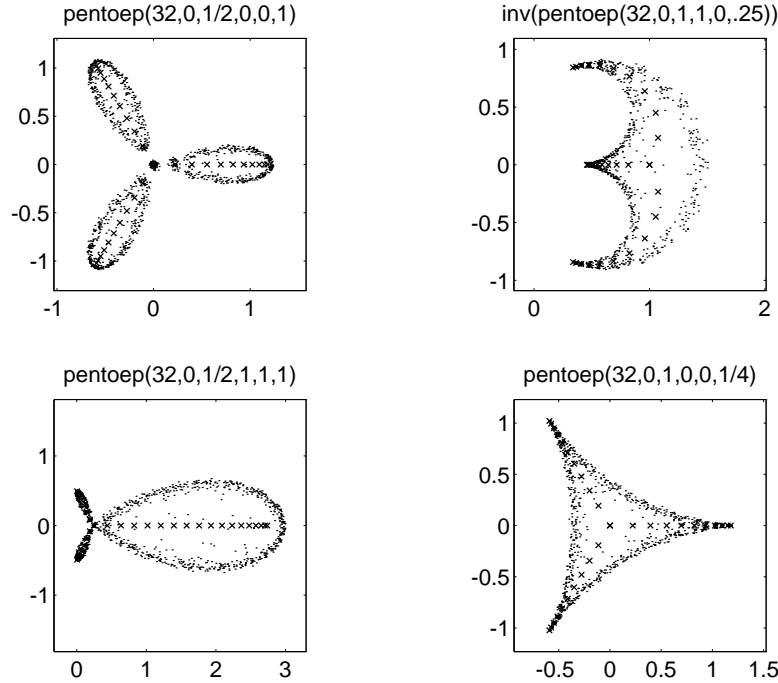 pentoep(32,0,1/2,0,0,1)
1
0.5
0
-0.5
-1
-1 0 1
inv(pentoep(32,0,1,1,0,.25))
1
0.5
0
-0.5
-1
0 1 2
pentoep(32,0,1/2,1,1,1)
1
0
-1
0 1 2 3
pentoep(32,0,1,0,0,1/4)
1
0.5
0
-0.5
-1
-0.5 0 0.5 1 1.5